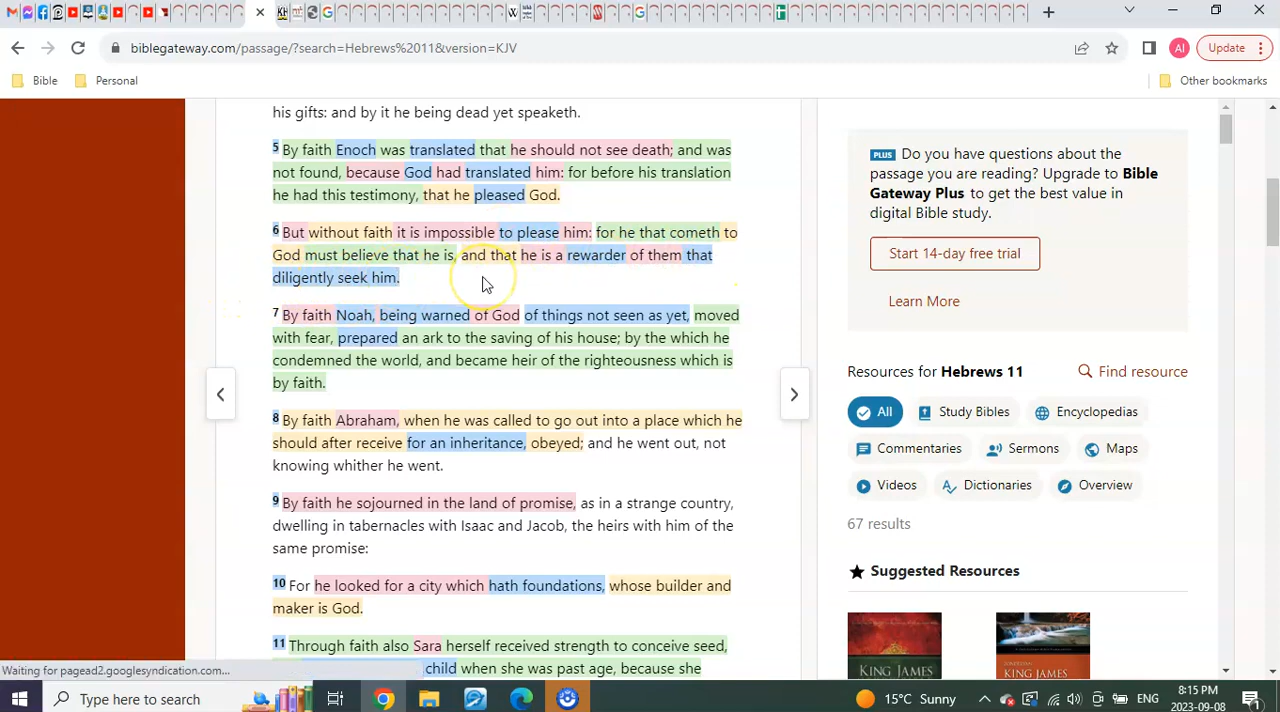 biblegateway.com/passage/?search=Hebrews%2011&version=KJV
AI
Update
Bible
Personal
Other bookmarks
his gifts: and by it he being dead yet speaketh.
5 By faith Enoch was translated that he should not see death; and was
not found, because God had translated him: for before his translation
he had this testimony, that he pleased God.
6 But without faith it is impossible to please him: for he that cometh to
God must believe that he is, and that he is a rewarder of them that
diligently seek him.
7 By faith Noah, being warned of God of things not seen as yet, moved
with fear, prepared an ark to the saving of his house; by the which he
condemned the world, and became heir of the righteousness which is
by faith.
8 By faith Abraham, when he was called to go out into a place which he
should after receive for an inheritance, obeyed; and he went out, not
knowing whither he went.
9 By faith he sojourned in the land of promise, as in a strange country,
dwelling in tabernacles with Isaac and Jacob, the heirs with him of the
same promise:
10 For he looked for a city which hath foundations, whose builder and
maker is God.
11 Through faith also Sara herself received strength to conceive seed,
child when she was past age, because she
Waiting for pagead2.googlesyndication.com...
PLUS Do you have questions about the
passage you are reading? Upgrade to Bible
Gateway Plus to get the best value in
digital Bible study.
Start 14-day free trial
Learn More
Resources for Hebrews 11
Find resource
All
Study Bibles
Encyclopedias
Commentaries
Sermons
Maps
Videos
Dictionaries
Overview
67 results
Suggested Resources
KING JAMES
KING JAMES
Type here to search
15°C Sunny
ENG
8:15 PM
2023-09-08